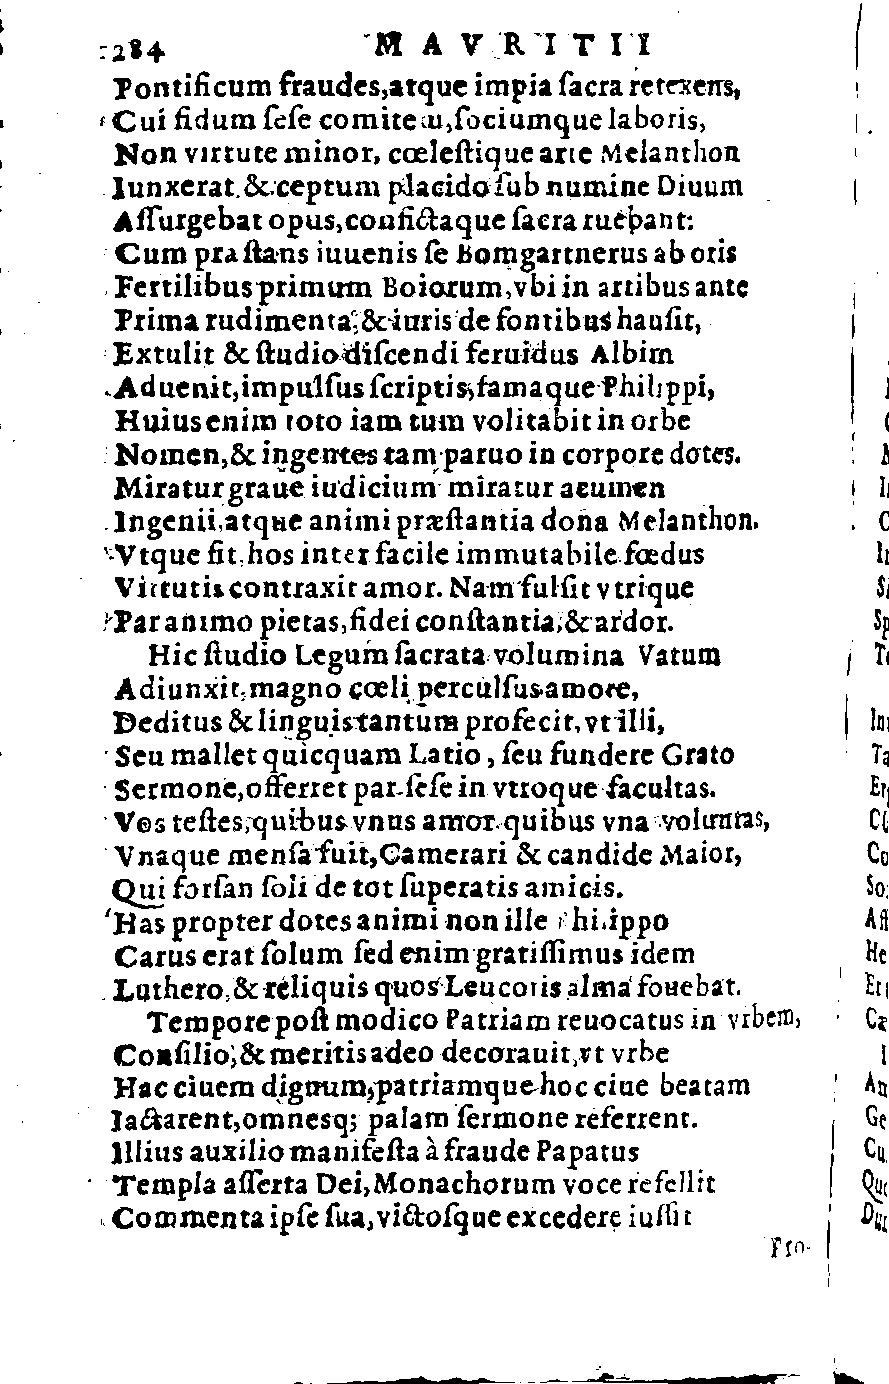 284 MAVRITII
Pontificum fraudes,atque impia ſacra retexens,
Cui fidum ſeſe comitem,ſociumque laboris,
Non virtute minor, cœleſtique arte Melanthon
Iunxerat,&ceptum placido ſub numine Diuum
Aſſurgebat opus,confictaque ſacra ruebant:
Cum præſtans iuuenis ſe Bomgartnerus ab oris
Fertilibus primum Boiorum,vbi in artibus ante
Prima rudimenta,& iuris de fontibus hauſit,
Extulit & ſtudio diſcendi feruidus Albim
Aduenit,impulſus ſcriptis,famaque Philippi,
Huius enim toto iam tum volitabit in orbe
Nomen,& ingentes tam paruo in corpore dotes.
Miratur graue iudicium miratur acumen
Ingenii,atque animi præſtantia dona Melanthon.
Vtque fit,hos inter facile immutabile fœdus
Virtutis contraxit amor. Nam fulſit vtrique
Par animo pietas,fidei conſtantia,& ardor.
Hic ſtudio Legum ſacrata volumina Vatum
Adiunxit,magno cœli perculſus amore,
Deditus & linguis tantum profecit,vt illi,
Seu mallet quicquam Latio, ſeu fundere Graio
Sermone,offerret par ſeſe in vtroque facultas.
Vos teſtes,quibus vnus amor quibus vna voluntas,
Vnaque menſa fuit,Camerari & candide Maior,
Qui forſan ſoli de tot ſuperatis amicis.
Has propter dotes animi non ille Philippo
Carus erat ſolum ſed enim gratiſſimus idem
Luthero,& reliquis quos Leucoris alma fouebat.
Tempore poſt modico Patriam reuocatus in vrbem,
Conſilio,& meritis adeo decorauit,vt vrbe
Hac ciuem dignum,patriamque hoc ciue beatam
Iactarent,omnesq; palam ſermone referrent.
Illius auxilio manifeſta à fraude Papatus
Templa aſſerta Dei,Monachorum voce refellit
Commenta ipſe ſua,victoſque excedere iuſſit
Pro-